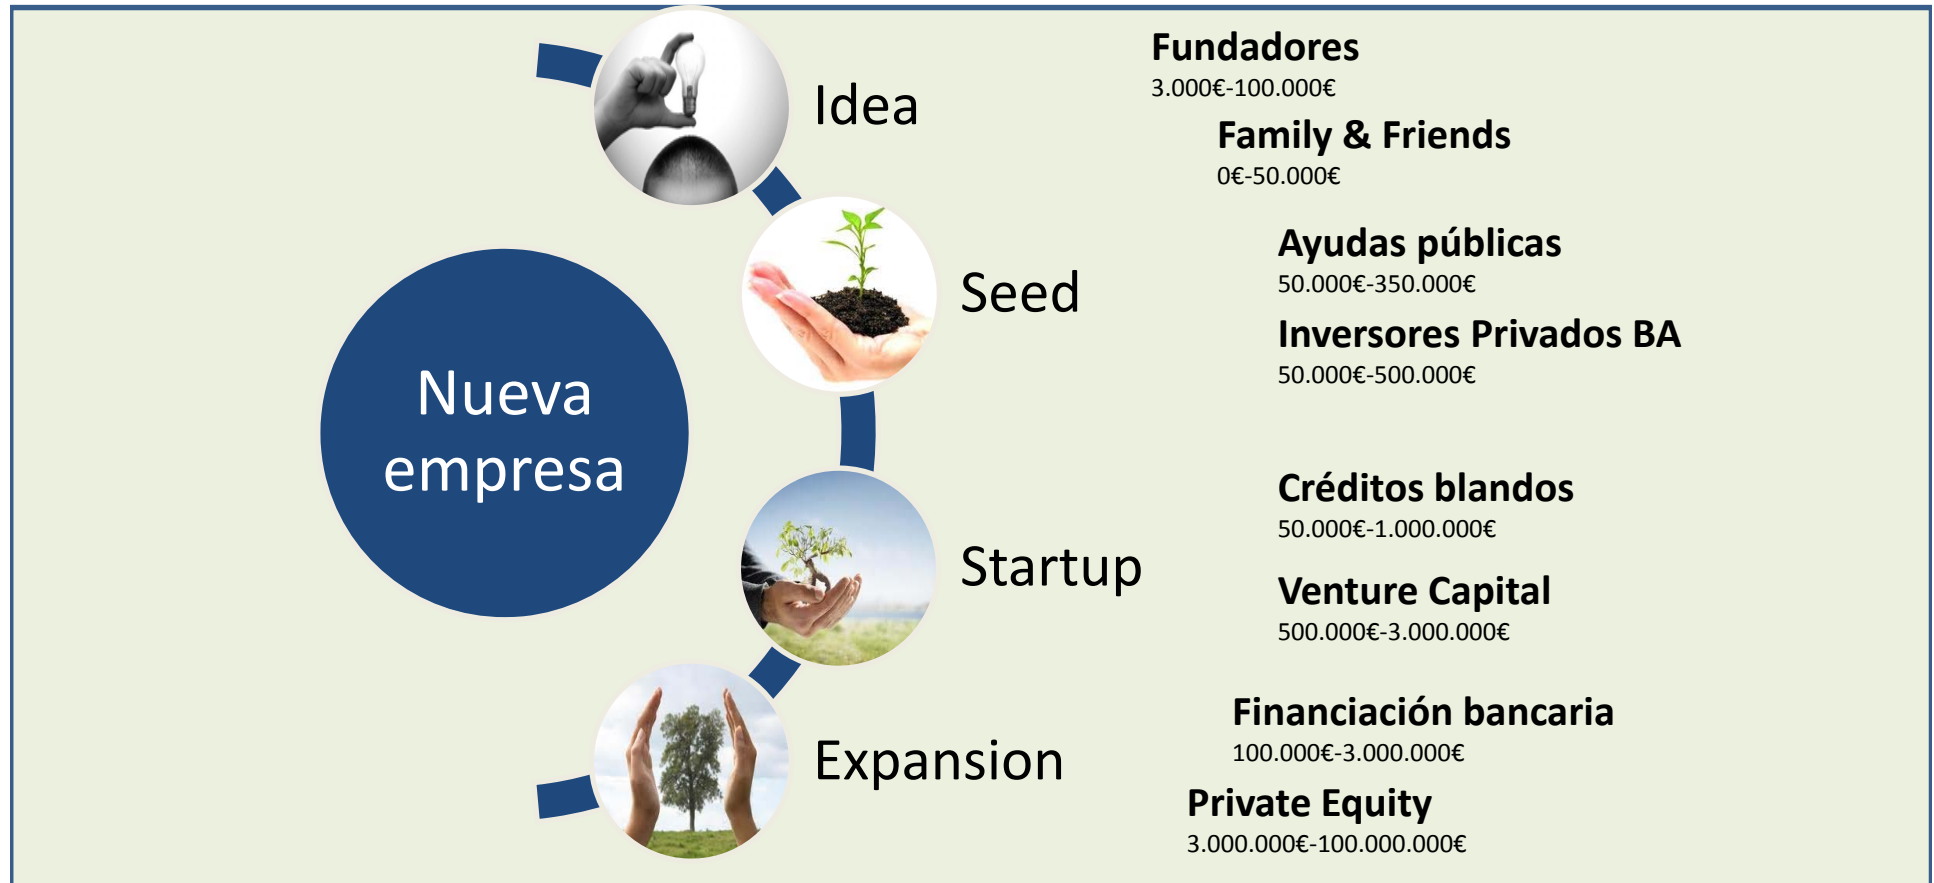 Nueva
empresa
Idea
Fundadores
3.000€-100.000€
Family & Friends
0€-50.000€
Seed
Ayudas públicas
50.000€-350.000€
Inversores Privados BA
50.000€-500.000€
Startup
Créditos blandos
50.000€-1.000.000€
Venture Capital
500.000€-3.000.000€
Expansion
Financiación bancaria
100.000€-3.000.000€
Private Equity
3.000.000€-100.000.000€